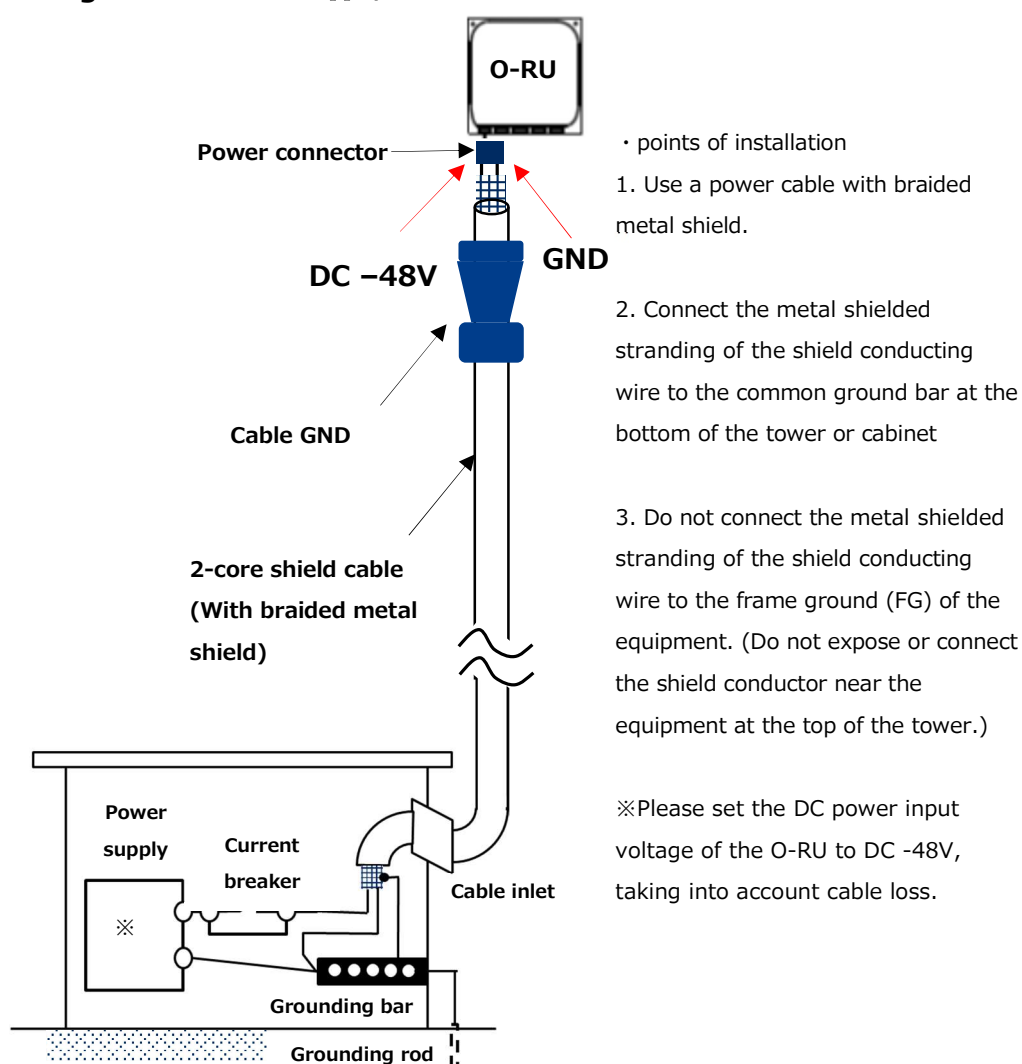 O-RU
Power connector
DC –48V
GND
Cable GND
2-core shield cable
(With braided metal
shield)
・points of installation
1. Use a power cable with braided
metal shield.
2. Connect the metal shielded
stranding of the shield conducting
wire to the common ground bar at the
bottom of the tower or cabinet
3. Do not connect the metal shielded
stranding of the shield conducting
wire to the frame ground (FG) of the
equipment. (Do not expose or connect
the shield conductor near the
equipment at the top of the tower.)
※Please set the DC power input
voltage of the O-RU to DC -48V,
taking into account cable loss.
Power
supply
Current
breaker
Cable inlet
※
Grounding bar
Grounding rod